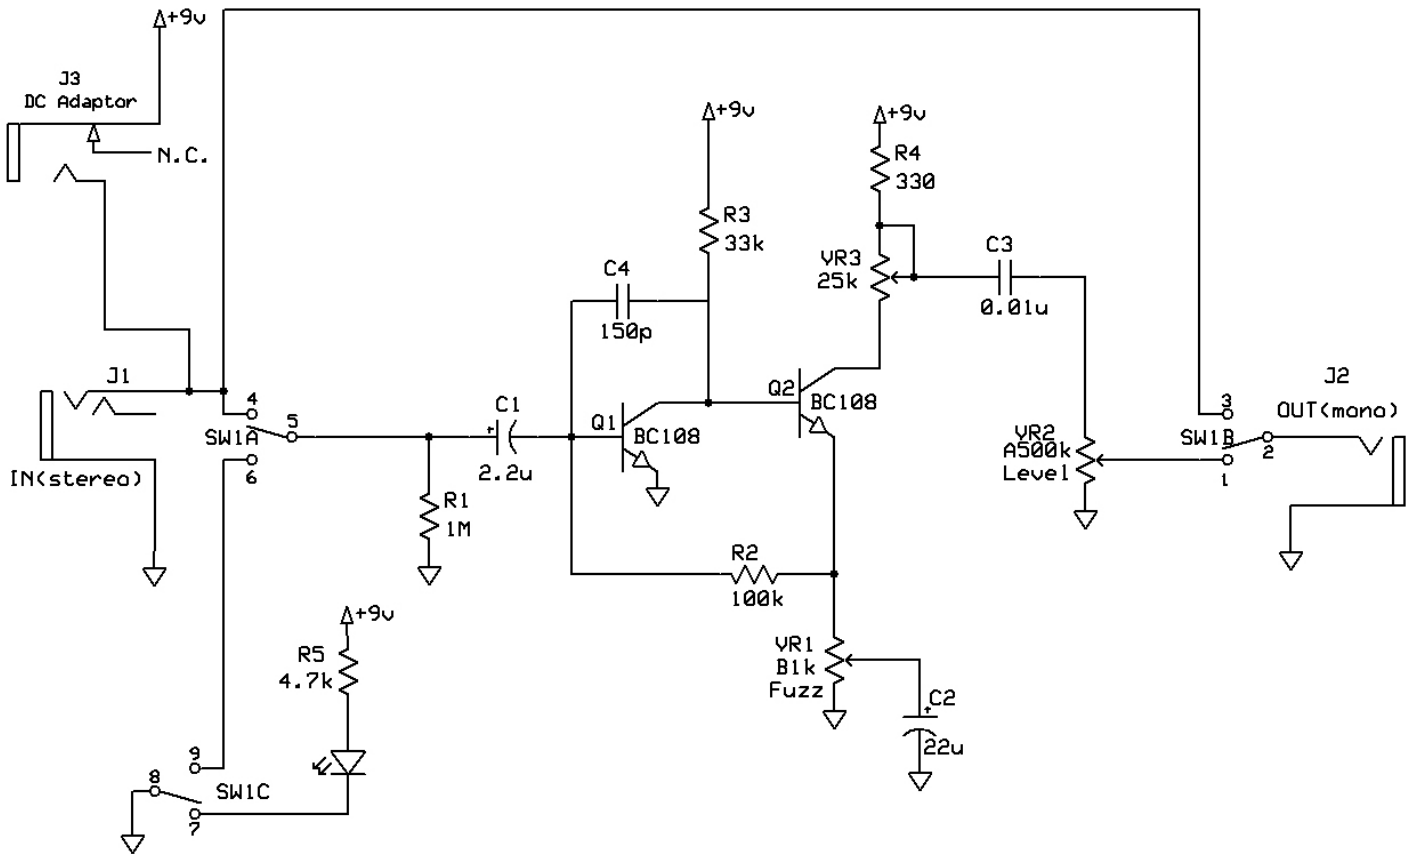 +9v
J3
DC Adaptor
N.C.
+9v
+9v
R4
330
R3
33k
C3
VR3
25k
C4
0.01u
150p
J1
J2
Q2
BC108
4
C1
3
OUT(mono)
5
Q1
SW1A
BC108
SW1B
VR2
A500k
2
IN(stereo)
6
2.2u
Level
1
R1
1M
R2
100k
+9v
R5
4.7k
VR1
B1k
Fuzz
C2
22u
9
8
SW1C
7